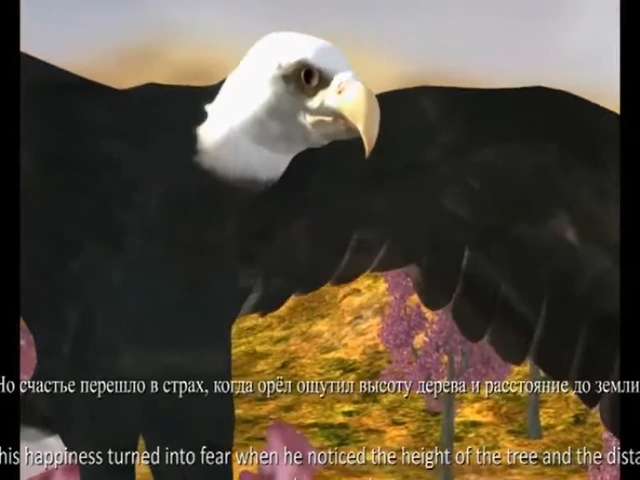 Но счастье перешло в страх, когда орёл ощутил высоту дерева и расстояние до земли
his happiness turned into fear when he noticed the height of the tree and the dista